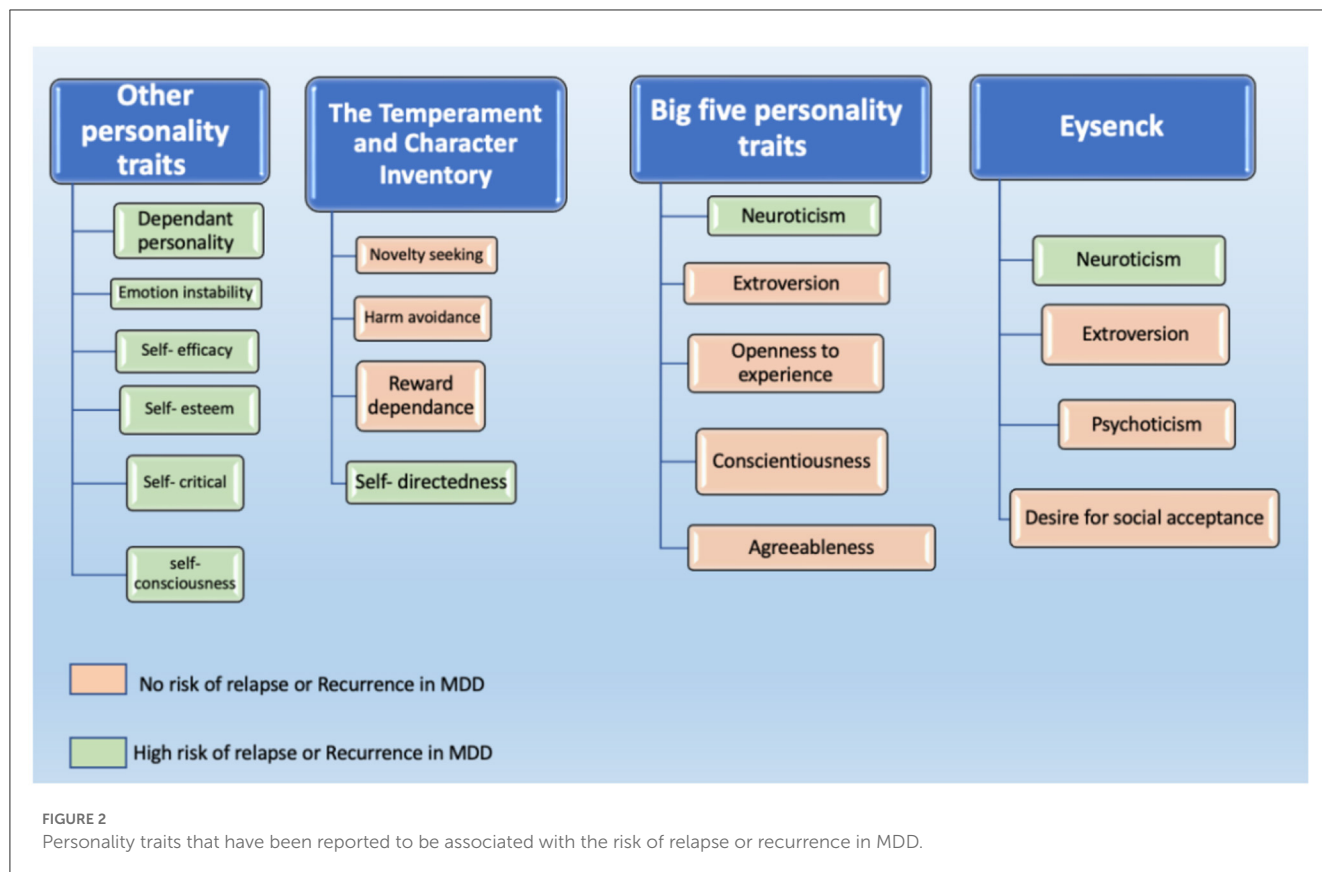 Other
personality
traits
Dependant
personality
Emotion instability
Self- efficacy
Self- esteem
Self- critical
self-
consciousness
The Temperament
and Character
Inventory
Novelty seeking
Harm avoidance
Reward
dependance
Self- directedness
Big five personality
traits
Neuroticism
Extroversion
Openness to
experience
Conscientiousness
Agreeableness
Eysenck
Neuroticism
Extroversion
Psychoticism
Desire for social acceptance
No risk of relapse or Recurrence in MDD
High risk of relapse or Recurrence in MDD
FIGURE 2
Personality traits that have been reported to be associated with the risk of relapse or recurrence in MDD.